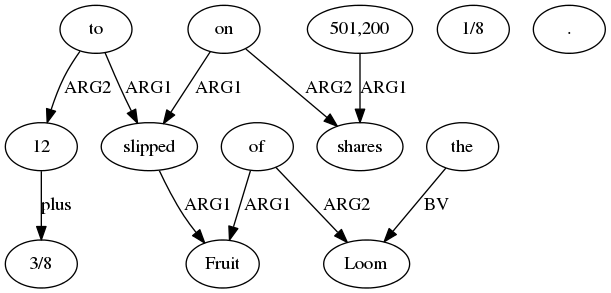 to on 501,200 1/8 .
ARG2 ARG1 ARG1 ARG2 ARG1
12 slipped of shares the
plus ARG1 ARG1 ARG2 BV
3/8 Fruit Loom